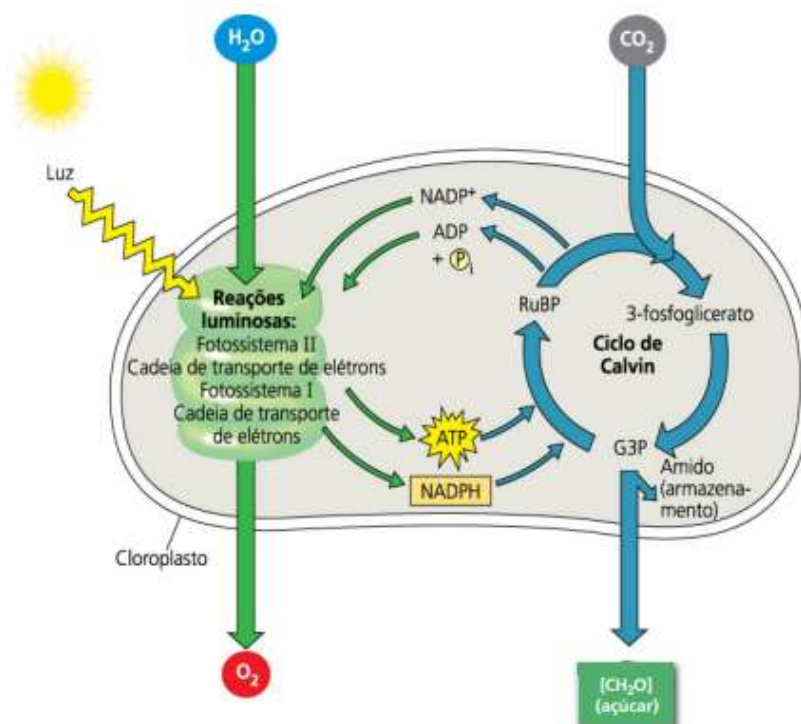 H₂O
CO₂
Luz
NADP⁺
ADP
+ Pᵢ
Reações
luminosas:
Fotossistema II
Cadeia de transporte de elétrons
Fotossistema I
Cadeia de transporte
de elétrons
RuBP
3-fosfoglicerato
Ciclo de
Calvin
ATP
NADPH
G3P
Amido
(armazena-
mento)
Cloroplasto
O₂
[CH₂O]
(açúcar)